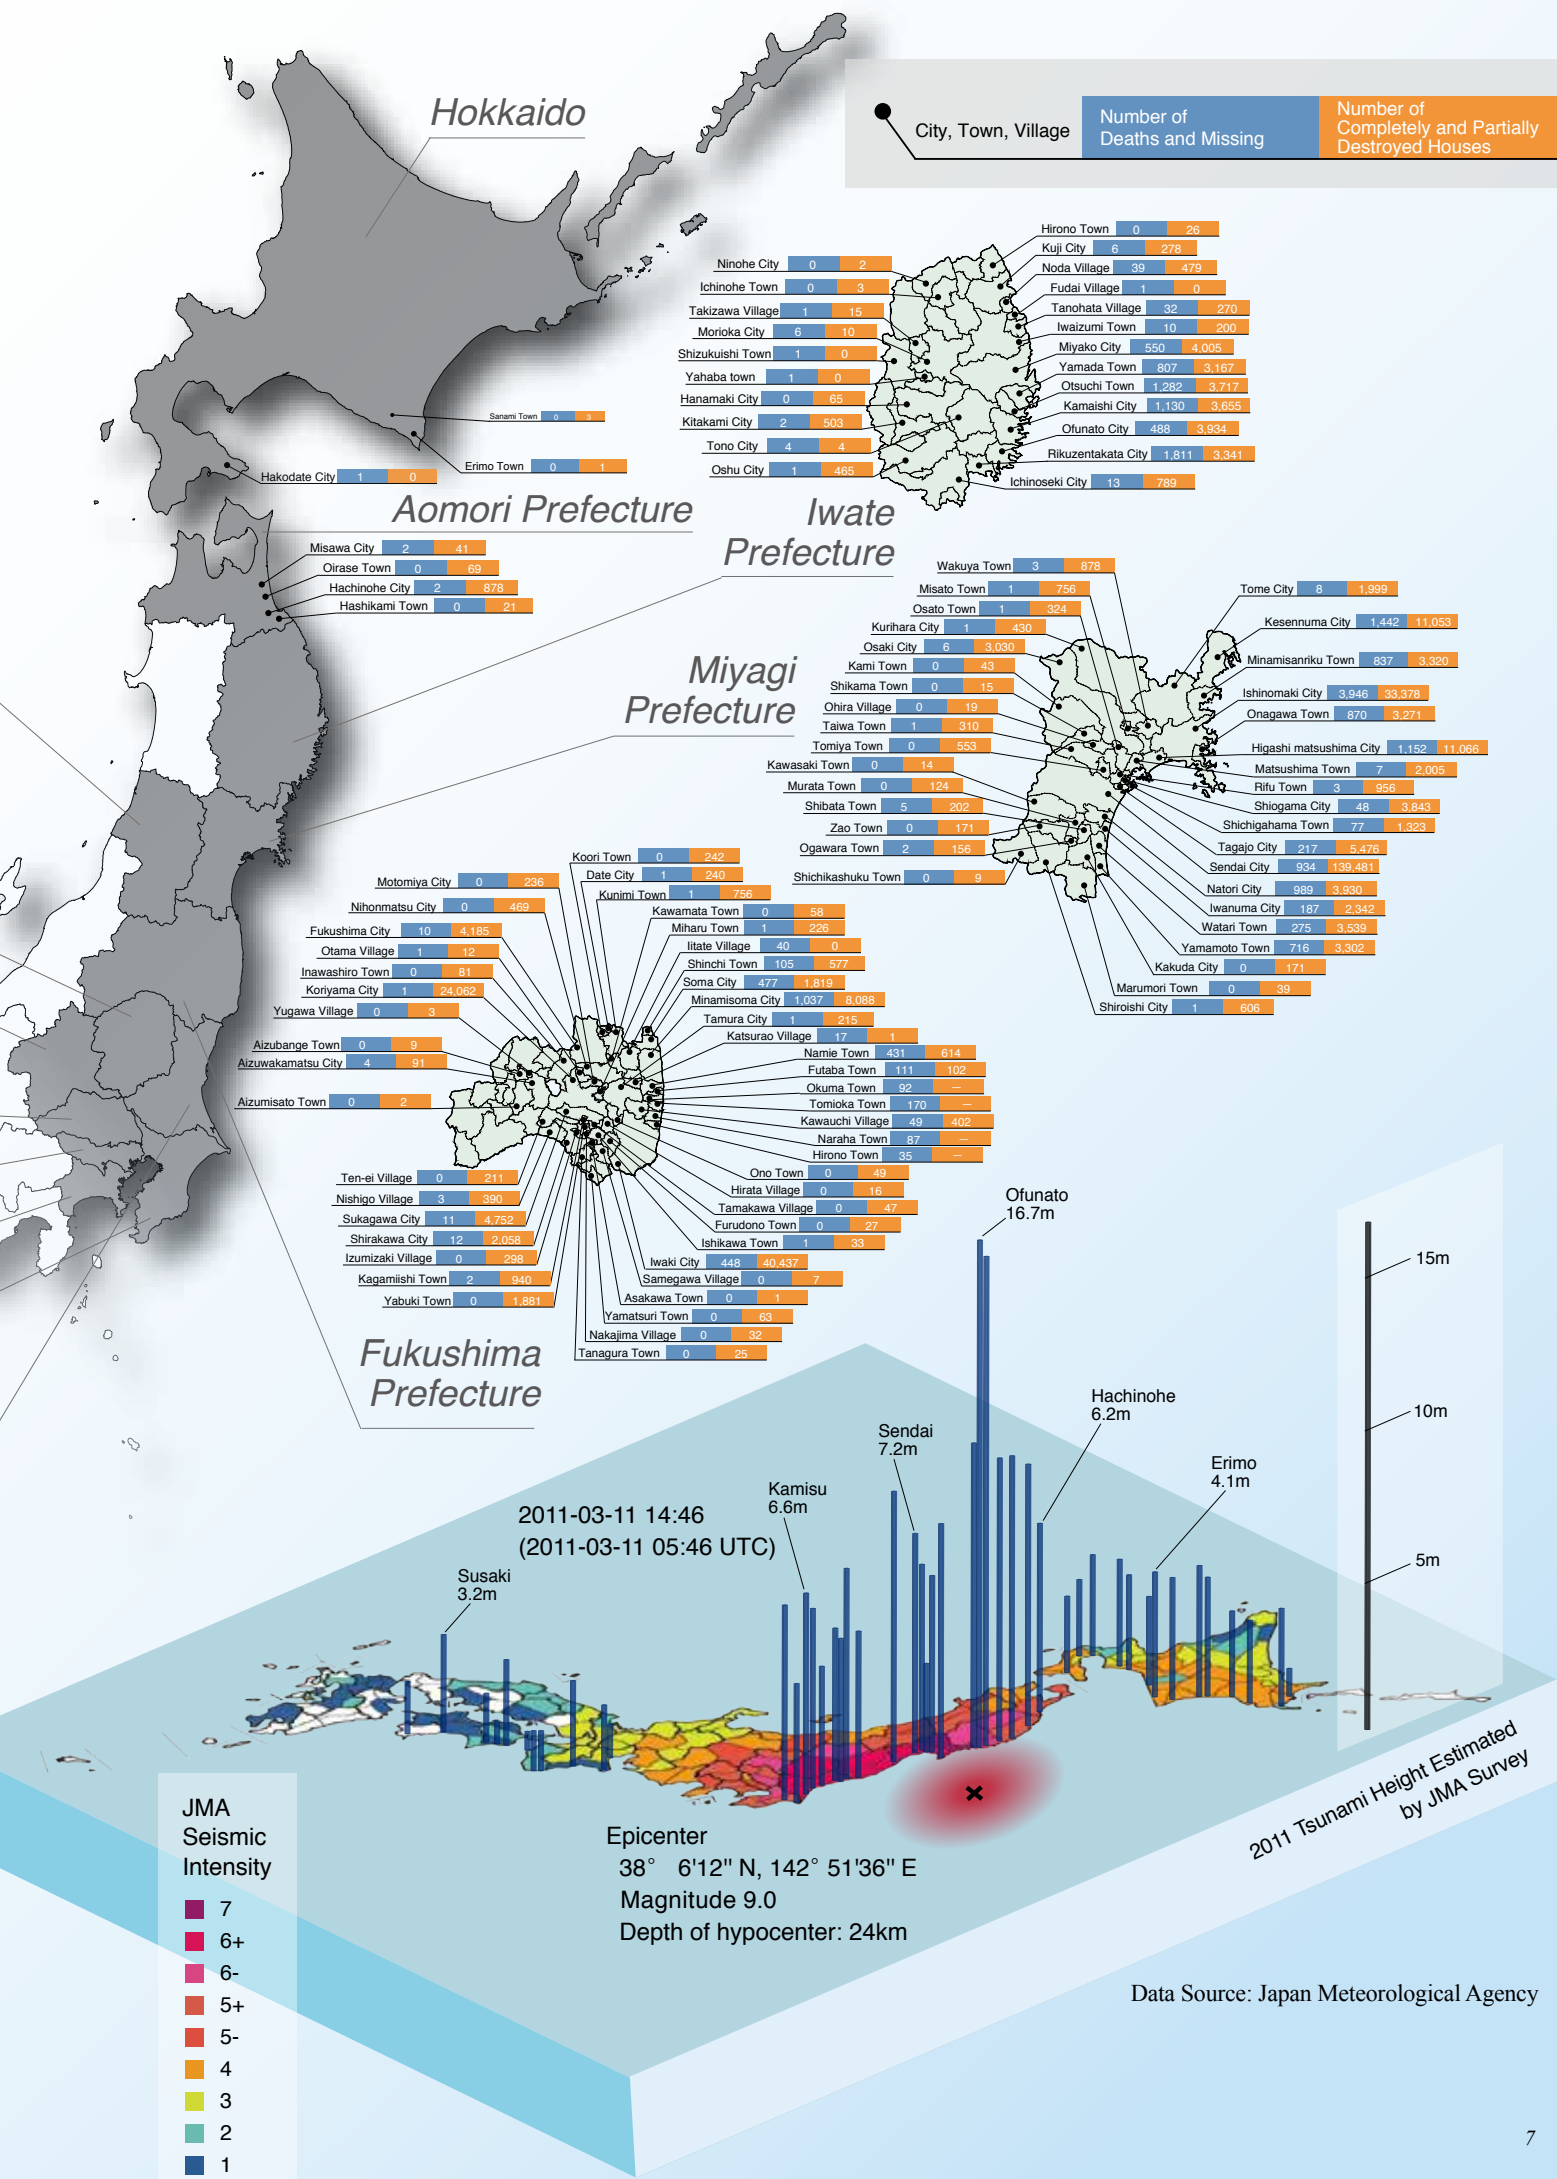 Hokkaido
City, Town, Village
Number of
Deaths and Missing
Number of
Completely and Partially
Destroyed Houses
Sanami Town 0 3
Erimo Town 0 1
Hakodate City 1 0
Aomori Prefecture
Misawa City 2 41
Oirase Town 0 69
Hachinohe City 2 878
Hashikami Town 0 21
Iwate
Prefecture
Ninohe City 0 2
Ichinohe Town 0 3
Takizawa Village 1 15
Morioka City 6 10
Shizukuishi Town 1 0
Yahaba town 1 0
Hanamaki City 0 65
Kitakami City 2 503
Tono City 4 4
Oshu City 1 465
Hirono Town 0 26
Kuji City 6 278
Noda Village 39 479
Fudai Village 1 0
Tanohata Village 32 270
Iwaizumi Town 10 200
Miyako City 550 4,005
Yamada Town 807 3,167
Otsuchi Town 1,282 3,717
Kamaishi City 1,130 3,655
Ofunato City 488 3,934
Rikuzentakata City 1,811 3,341
Ichinoseki City 13 789
Miyagi
Prefecture
Wakuya Town 3 878
Misato Town 1 756
Osato Town 1 324
Kurihara City 1 430
Osaki City 6 3,030
Kami Town 0 43
Shikama Town 0 15
Ohira Village 0 19
Taiwa Town 1 310
Tomiya Town 0 553
Kawasaki Town 0 14
Murata Town 0 124
Shibata Town 5 202
Zao Town 0 171
Ogawara Town 2 156
Shichikashuku Town 0 9
Tome City 8 1,999
Kesennuma City 1,442 11,053
Minamisanriku Town 837 3,320
Ishinomaki City 3,946 33,378
Onagawa Town 870 3,271
Higashi matsushima City 1,152 11,066
Matsushima Town 7 2,005
Rifu Town 3 956
Shiogama City 48 3,843
Shichigahama Town 77 1,323
Tagajo City 217 5,476
Sendai City 934 139,481
Natori City 989 3,930
Iwanuma City 187 2,342
Watari Town 275 3,539
Yamamoto Town 716 3,302
Kakuda City 0 171
Marumori Town 0 39
Shiroishi City 1 606
Koori Town 0 242
Date City 1 240
Kunimi Town 1 756
Motomiya City 0 236
Nihonmatsu City 0 469
Fukushima City 10 4,185
Otama Village 1 12
Inawashiro Town 0 81
Koriyama City 1 24,062
Yugawa Village 0 3
Aizubange Town 0 9
Aizuwakamatsu City 4 91
Aizumisato Town 0 2
Kawamata Town 0 58
Miharu Town 1 226
Iitate Village 40 0
Shinchi Town 105 577
Soma City 477 1,819
Minamisoma City 1,037 8,088
Tamura City 1 215
Katsurao Village 17 1
Namie Town 431 614
Futaba Town 111 102
Okuma Town 92 —
Tomioka Town 170 —
Kawauchi Village 49 402
Naraha Town 87 —
Hirono Town 35 —
Ono Town 0 49
Hirata Village 0 16
Tamakawa Village 0 47
Furudono Town 0 27
Ishikawa Town 1 33
Iwaki City 448 40,437
Samegawa Village 0 7
Asakawa Town 0 1
Yamatsuri Town 0 63
Nakajima Village 0 32
Tanagura Town 0 25
Ten-ei Village 0 211
Nishigo Village 3 390
Sukagawa City 11 4,752
Shirakawa City 12 2,058
Izumizaki Village 0 298
Kagamiishi Town 2 940
Yabuki Town 0 1,881
Fukushima
Prefecture
Ofunato
16.7m
15m
Hachinohe
6.2m
10m
Sendai
7.2m
Erimo
4.1m
Kamisu
6.6m
2011-03-11 14:46
(2011-03-11 05:46 UTC)
5m
Susaki
3.2m
2011 Tsunami Height Estimated
by JMA Survey
Epicenter
38° 6'12" N, 142° 51'36" E
Magnitude 9.0
Depth of hypocenter: 24km
JMA
Seismic
Intensity
7
6+
6-
5+
5-
4
3
2
1
Data Source: Japan Meteorological Agency
7